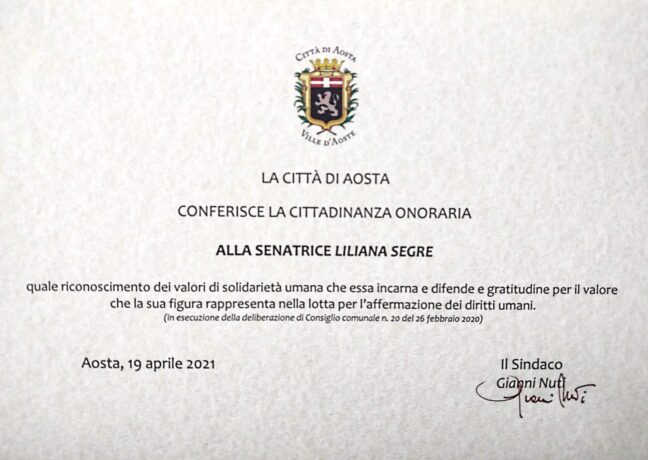 CITTÀ DI AOSTA
VILLE D'AOSTE
LA CITTÀ DI AOSTA
CONFERISCE LA CITTADINANZA ONORARIA
ALLA SENATRICE LILIANA SEGRE
quale riconoscimento dei valori di solidarietà umana che essa incarna e difende e gratitudine per il valore
che la sua figura rappresenta nella lotta per l'affermazione dei diritti umani.
(in esecuzione della deliberazione di Consiglio comunale n. 20 del 26 febbraio 2020)
Aosta, 19 aprile 2021
Il Sindaco
Gianni Nuti
Gianni Nuti